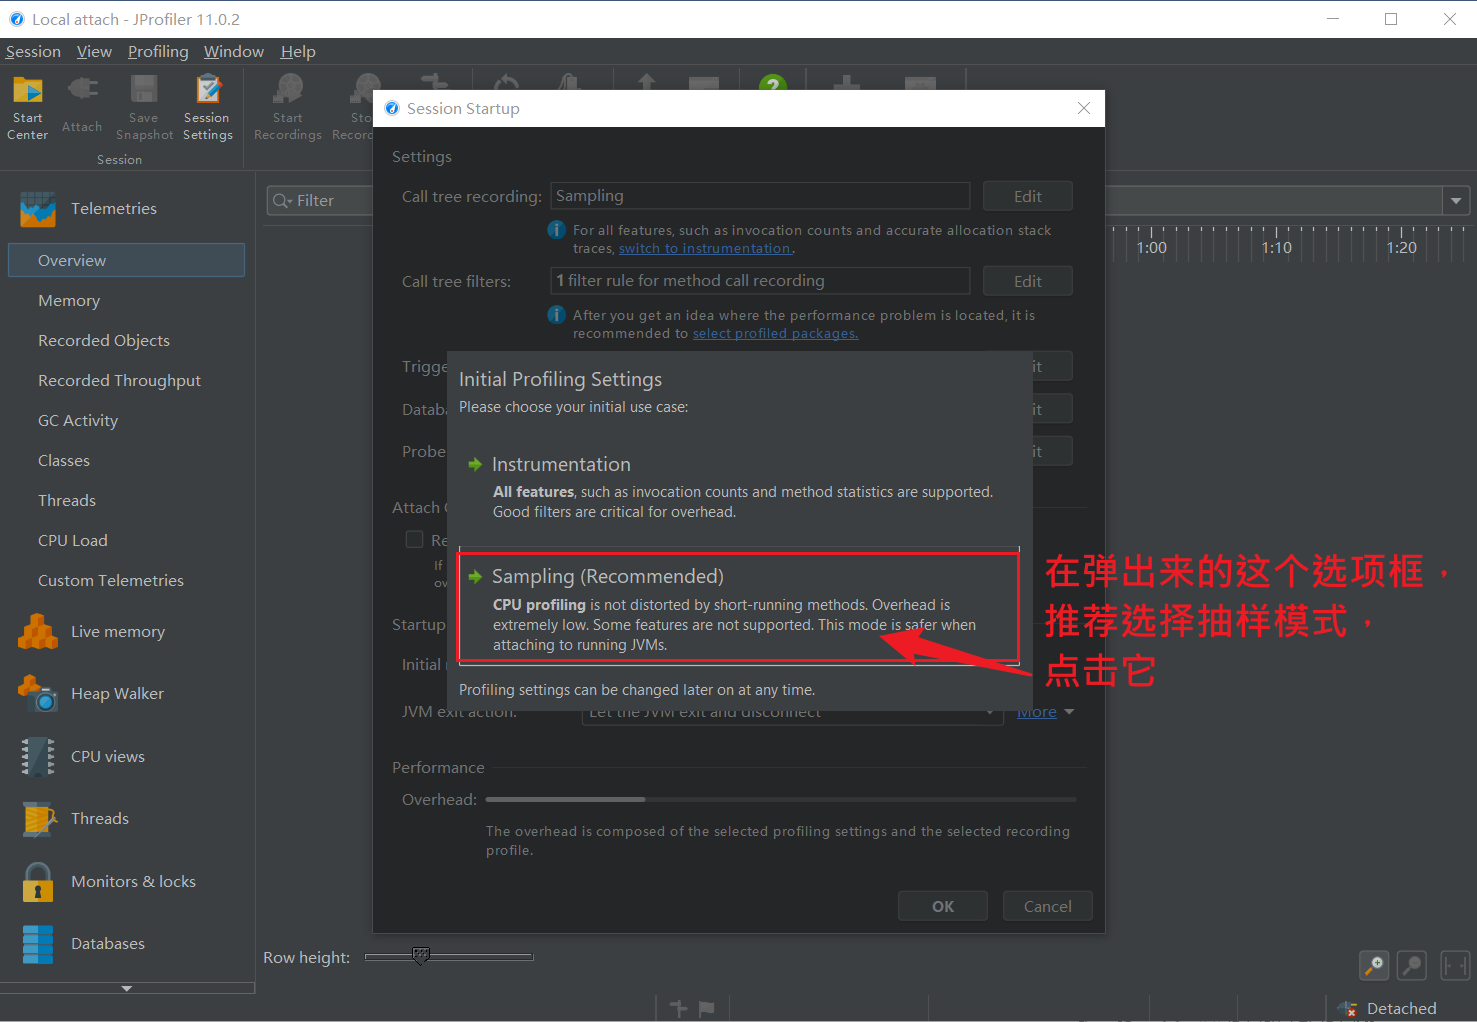 Local attach - JProfiler 11.0.2
Session View Profiling Window Help
Start Center
Attach
Save Snapshot
Session Settings
Start Recordings
Session
Session Startup
Telemetries
Overview
Memory
Recorded Objects
Recorded Throughput
GC Activity
Classes
Threads
CPU Load
Custom Telemetries
Live memory
Heap Walker
CPU views
Threads
Monitors & locks
Databases
Filter
1:00 1:10 1:20
Settings
Call tree recording: Sampling Edit
For all features, such as invocation counts and accurate allocation stack
traces, switch to instrumentation.
Call tree filters: 1 filter rule for method call recording Edit
After you get an idea where the performance problem is located, it is
recommended to select profiled packages.
Initial Profiling Settings
Please choose your initial use case:
Instrumentation
All features, such as invocation counts and method statistics are supported.
Good filters are critical for overhead.
Sampling (Recommended)
CPU profiling is not distorted by short-running methods. Overhead is
extremely low. Some features are not supported. This mode is safer when
attaching to running JVMs.
Profiling settings can be changed later on at any time.
Attach
If
Startup
Initial
JVM exit action: Let the JVM exit and disconnect More
Performance
Overhead:
The overhead is composed of the selected profiling settings and the selected recording
profile.
OK Cancel
在弹出来的这个选项框，
推荐选择抽样模式，
点击它
Row height:
Detached